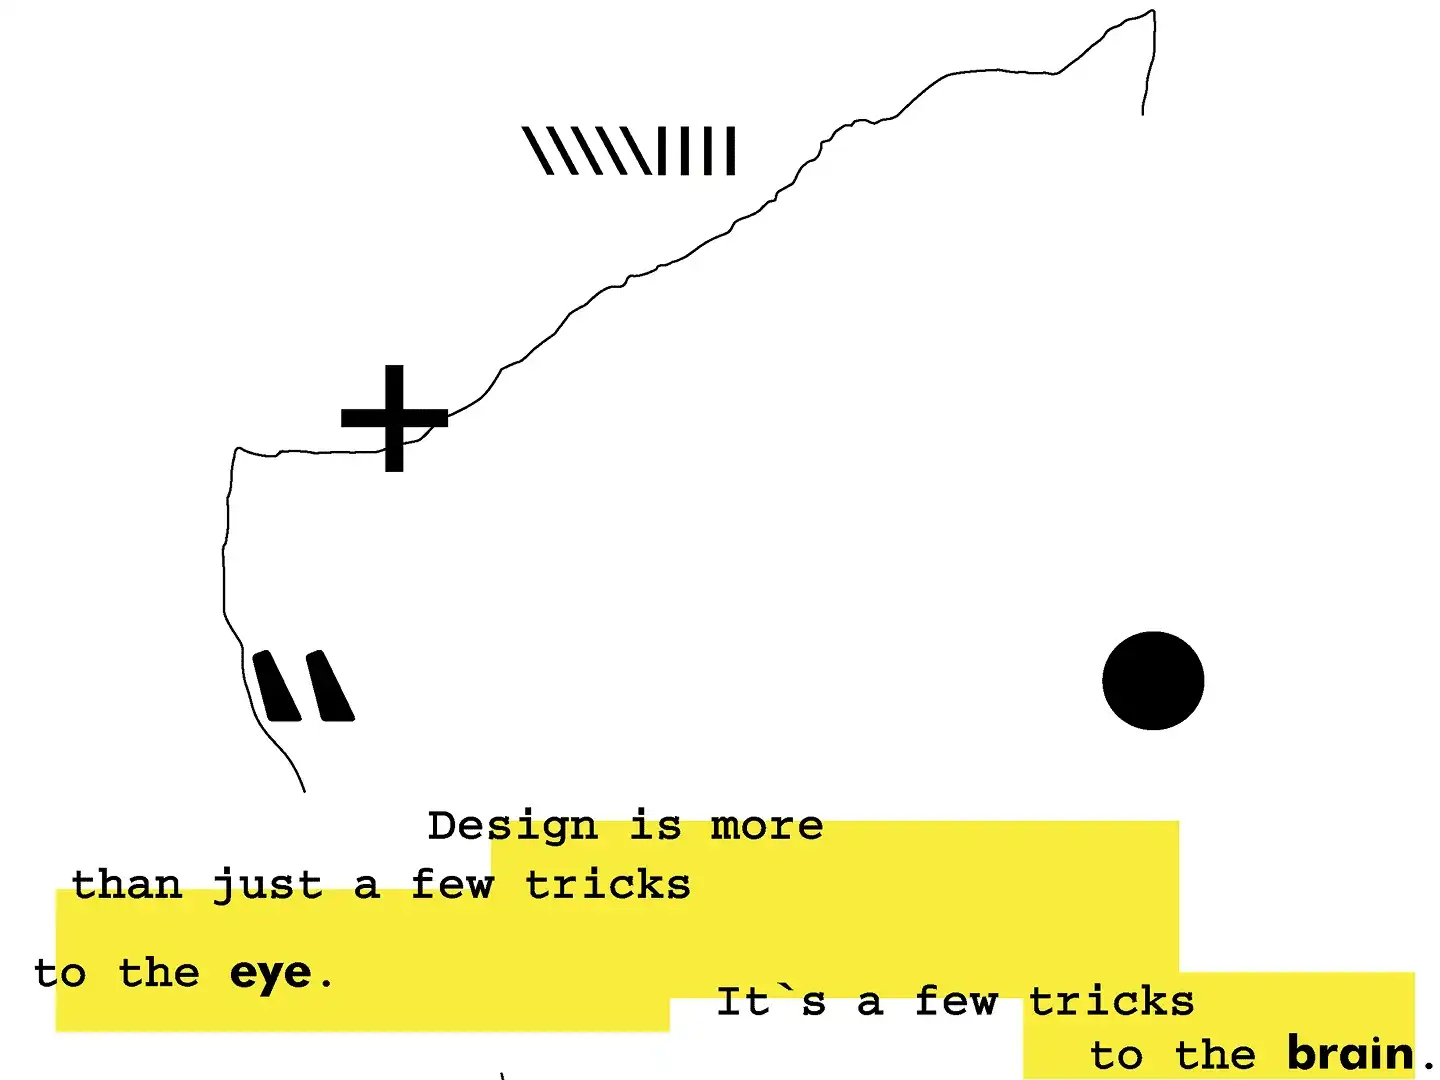 Design is more
than just a few tricks
to the eye.
It`s a few tricks
to the brain.